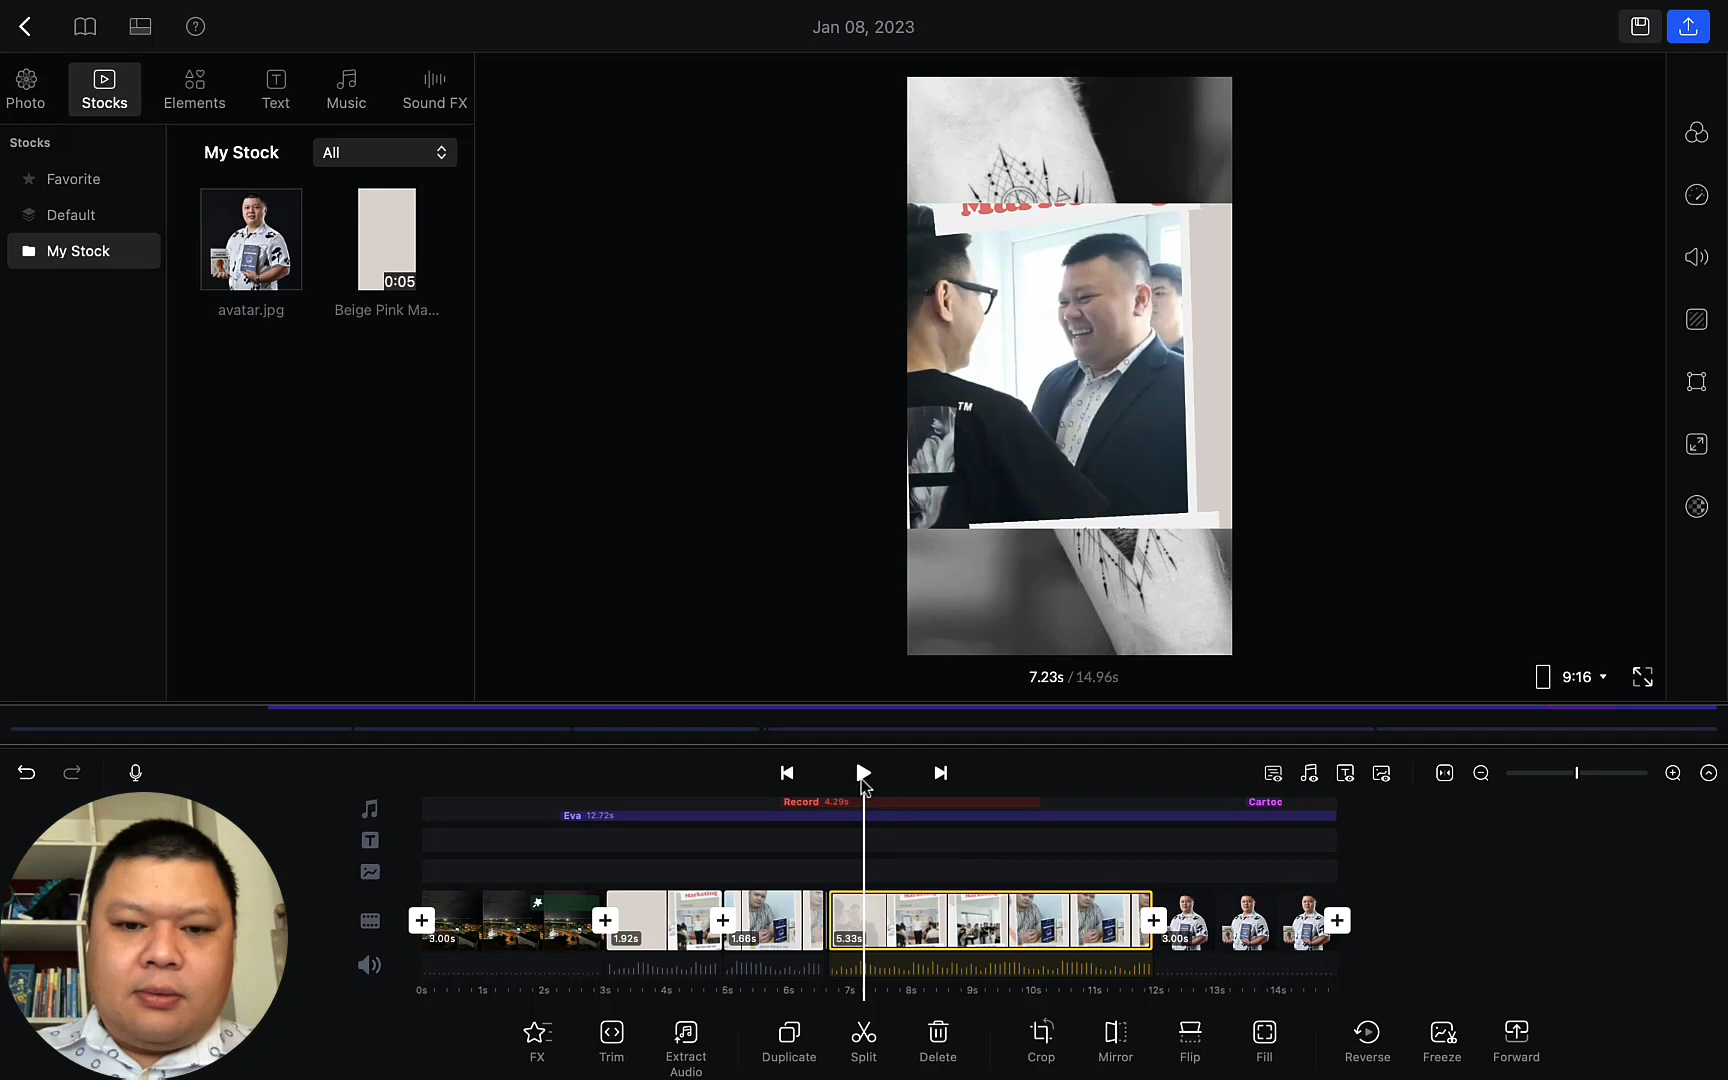 Jan 08, 2023
Photo
Stocks
Elements
Text
Music
Sound FX
Stocks
Favorite
Default
My Stock
My Stock
All
0:05
avatar.jpg
Beige Pink Ma...
TM
7.23s / 14.96s
9:16
Record 4.29s
Cartoc
Eva 12.72s
Marketing
Marketing
3.00s
1.92s
1.66s
5.33s
3.00s
0s 1s 2s 3s 4s 5s 6s 7s 8s 9s 10s 11s 12s 13s 14s
FX
Trim
Extract
Audio
Duplicate
Split
Delete
Crop
Mirror
Flip
Fill
Reverse
Freeze
Forward